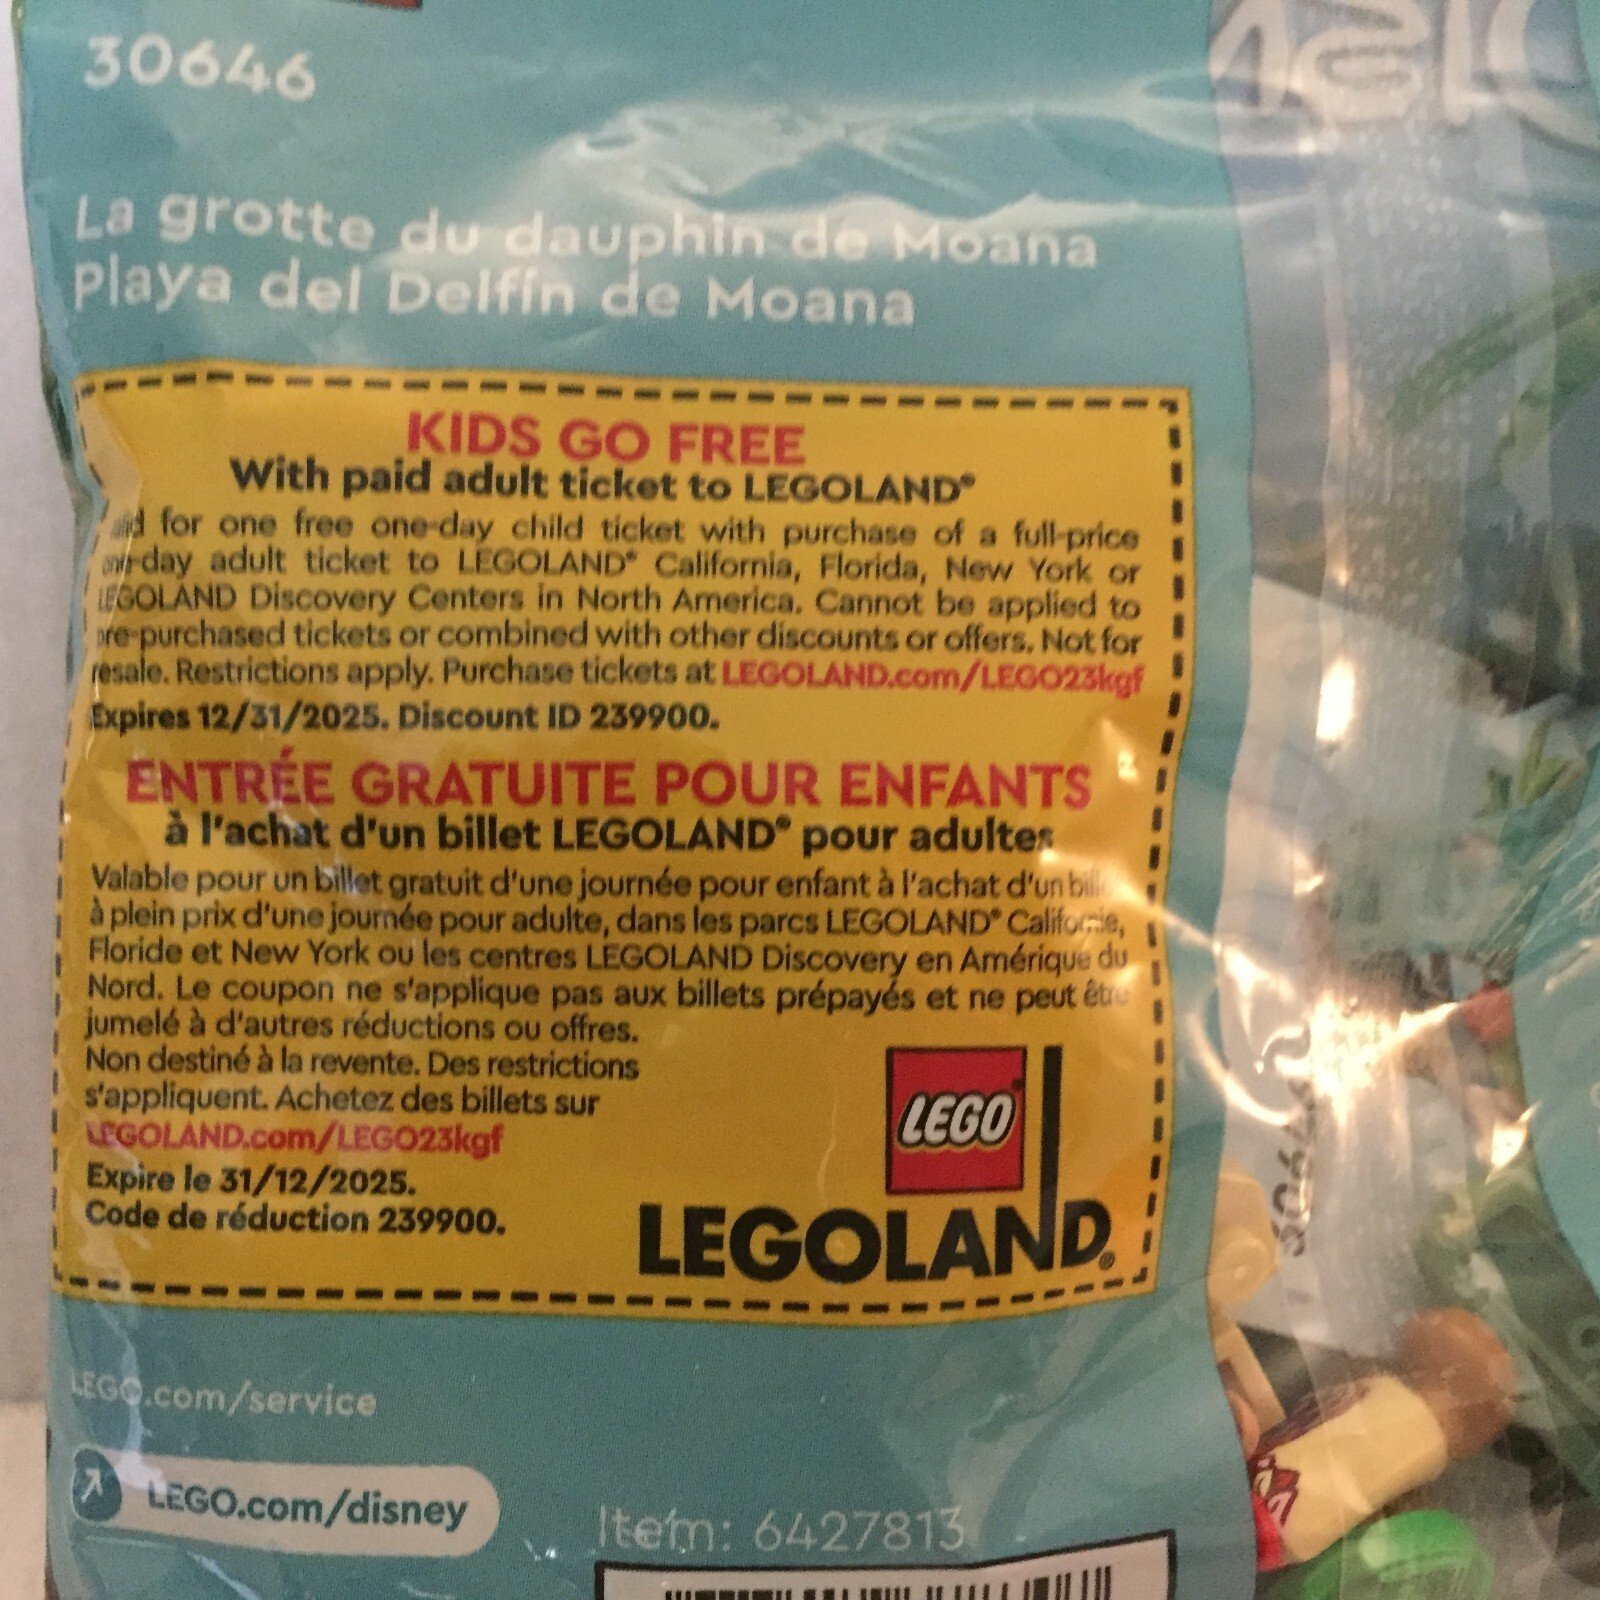 30646
La grotte du dauphin de Moana
Playa del Delfín de Moana
KIDS GO FREE
With paid adult ticket to LEGOLAND®
for one free one-day child ticket with purchase of a full-price
one-day adult ticket to LEGOLAND® California, Florida, New York or
LEGOLAND Discovery Centers in North America. Cannot be applied to
pre-purchased tickets or combined with other discounts or offers. Not for
resale. Restrictions apply. Purchase tickets at LEGOLAND.com/LEGO23kgf
Expires 12/31/2025. Discount ID 239900.
ENTRÉE GRATUITE POUR ENFANTS
à l'achat d'un billet LEGOLAND® pour adultes
Valable pour un billet gratuit d'une journée pour enfant à l'achat d'un billet
à plein prix d'une journée pour adulte, dans les parcs LEGOLAND® Californie,
Floride et New York ou les centres LEGOLAND Discovery en Amérique du
Nord. Le coupon ne s'applique pas aux billets prépayés et ne peut être
jumelé à d'autres réductions ou offres.
Non destiné à la revente. Des restrictions
s'appliquent. Achetez des billets sur
LEGOLAND.com/LEGO23kgf
Expire le 31/12/2025.
Code de réduction 239900.
LEGO
LEGOLAND®
LEGO.com/service
LEGO.com/disney
Item: 6427813